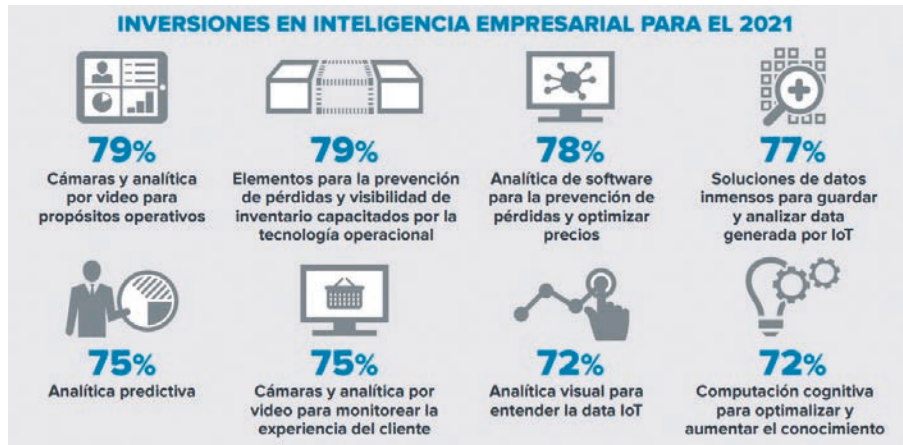 INVERSIONES EN INTELIGENCIA EMPRESARIAL PARA EL 2021
79%
Cámaras y analítica
por video para
propósitos operativos
79%
Elementos para la prevención
de pérdidas y visibilidad de
inventario capacitados por la
tecnología operacional
78%
Analítica de software
para la prevención de
pérdidas y optimizar
precios
77%
Soluciones de datos
inmensos para guardar
y analizar data
generada por IoT
75%
Analítica predictiva
75%
Cámaras y analítica por
video para monitorear la
experiencia del cliente
72%
Analítica visual para
entender la data IoT
72%
Computación cognitiva
para optimalizar y
aumentar el conocimiento